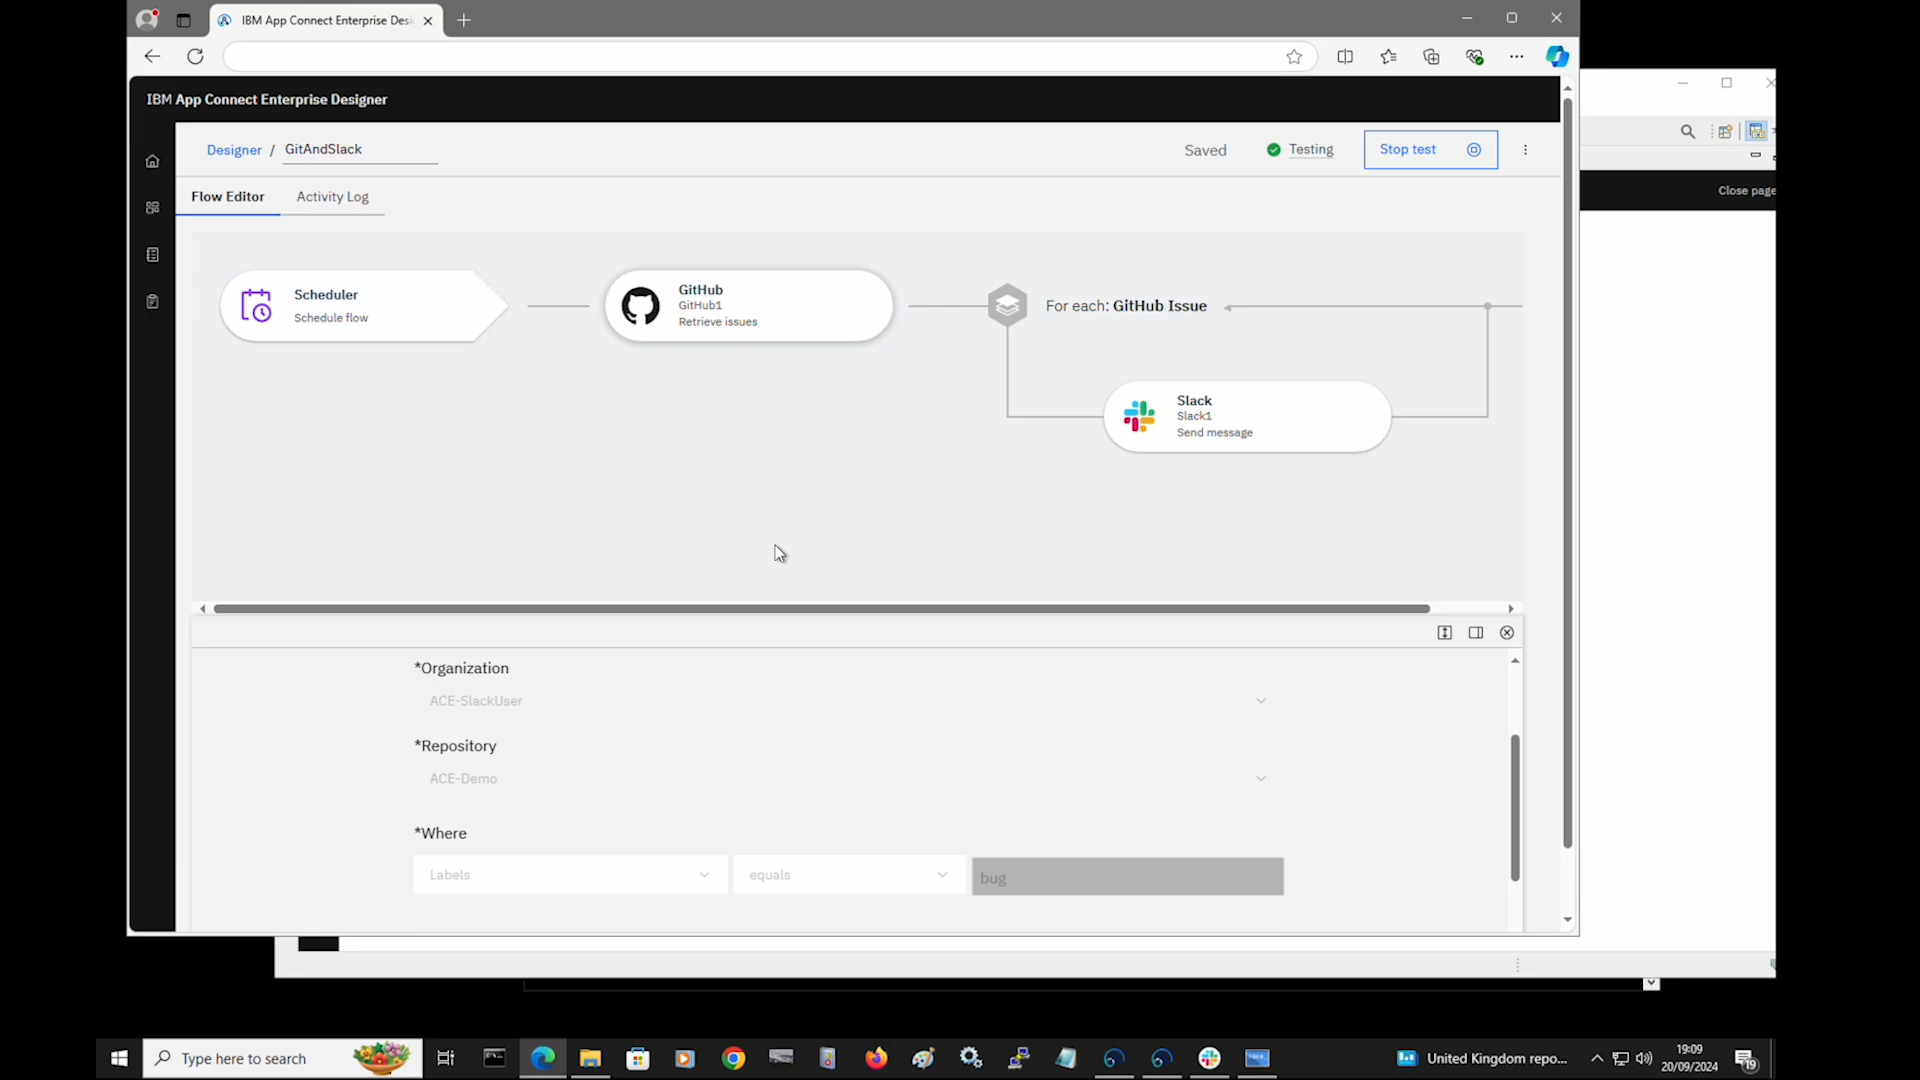 IBM App Connect Enterprise Desi
IBM App Connect Enterprise Designer
Close page
Designer / GitAndSlack
Saved
Testing
Stop test
Flow Editor
Activity Log
Scheduler
Schedule flow
GitHub
GitHub1
Retrieve issues
For each: GitHub Issue
Slack
Slack1
Send message
*Organization
ACE-SlackUser
*Repository
ACE-Demo
*Where
Labels
equals
bug
Type here to search
United Kingdom repo...
19:09
20/09/2024
19